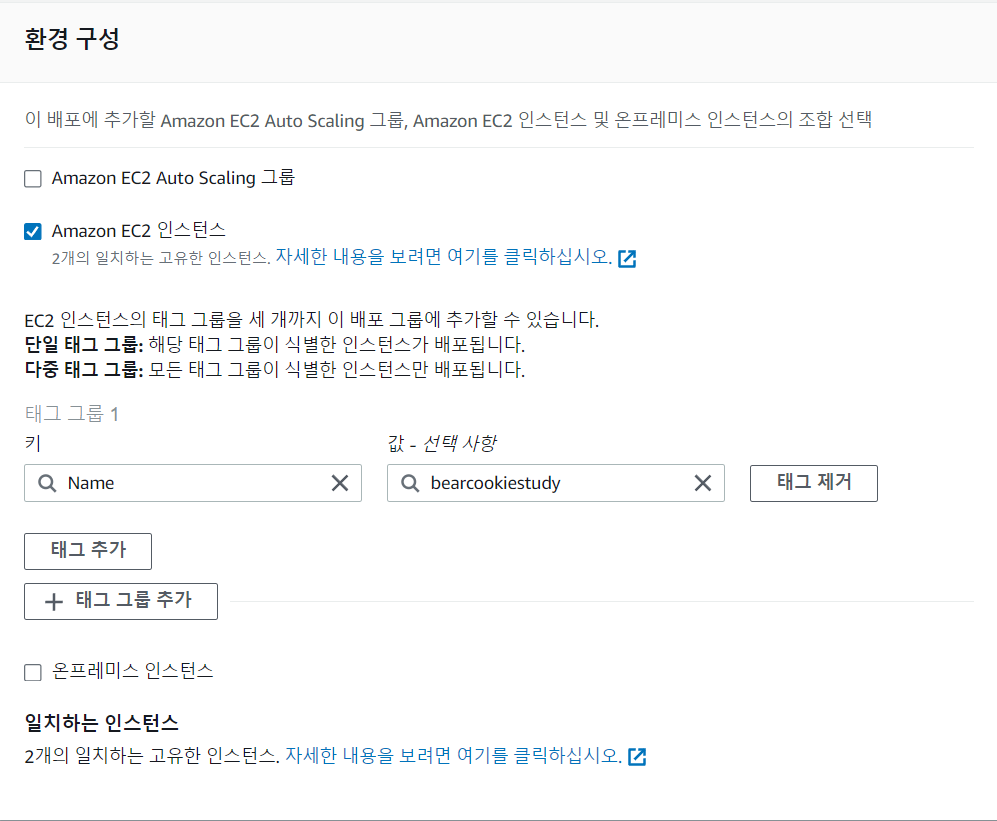 환경 구성
이 배포에 추가할 Amazon EC2 Auto Scaling 그룹, Amazon EC2 인스턴스 및 온프레미스 인스턴스의 조합 선택
Amazon EC2 Auto Scaling 그룹
Amazon EC2 인스턴스
2개의 일치하는 고유한 인스턴스. 자세한 내용을 보려면 여기를 클릭하십시오.
EC2 인스턴스의 태그 그룹을 세 개까지 이 배포 그룹에 추가할 수 있습니다.
단일 태그 그룹: 해당 태그 그룹이 식별한 인스턴스가 배포됩니다.
다중 태그 그룹: 모든 태그 그룹이 식별한 인스턴스만 배포됩니다.
태그 그룹 1
키 값 - 선택 사항
Name bearcookiestudy 태그 제거
태그 추가
태그 그룹 추가
온프레미스 인스턴스
일치하는 인스턴스
2개의 일치하는 고유한 인스턴스. 자세한 내용을 보려면 여기를 클릭하십시오.